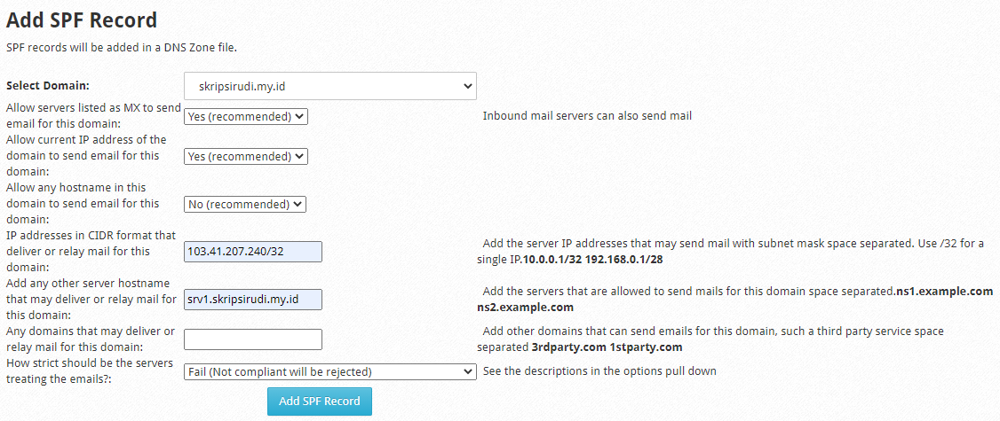 Add SPF Record
SPF records will be added in a DNS Zone file.
Select Domain:
skripsirudi.my.id
Allow servers listed as MX to send
email for this domain:
Yes (recommended)
Inbound mail servers can also send mail
Allow current IP address of the
domain to send email for this
domain:
Yes (recommended)
Allow any hostname in this
domain to send email for this
domain:
No (recommended)
IP addresses in CIDR format that
deliver or relay mail for this
domain:
103.41.207.240/32
Add the server IP addresses that may send mail with subnet mask space separated. Use /32 for a
single IP.10.0.0.1/32 192.168.0.1/28
Add any other server hostname
that may deliver or relay mail for
this domain:
srv1.skripsirudi.my.id
Add the servers that are allowed to send mails for this domain space separated.ns1.example.com
ns2.example.com
Any domains that may deliver or
relay mail for this domain:
Add other domains that can send emails for this domain, such a third party service space
separated 3rdparty.com 1stparty.com
How strict should be the servers
treating the emails?:
Fail (Not compliant will be rejected)
See the descriptions in the options pull down
Add SPF Record